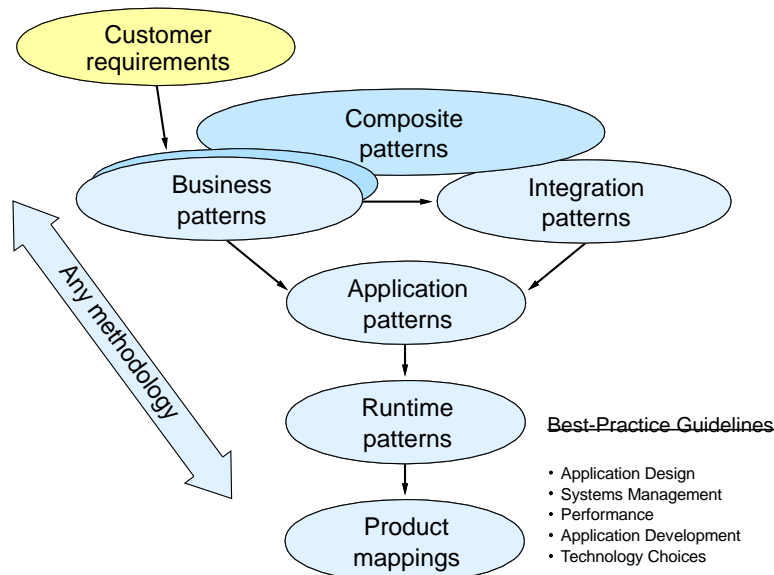 Customer
requirements
Composite
patterns
Business
patterns
Integration
patterns
Any methodology
Application
patterns
Runtime
patterns
Best-Practice Guidelines
• Application Design
• Systems Management
• Performance
• Application Development
• Technology Choices
Product
mappings